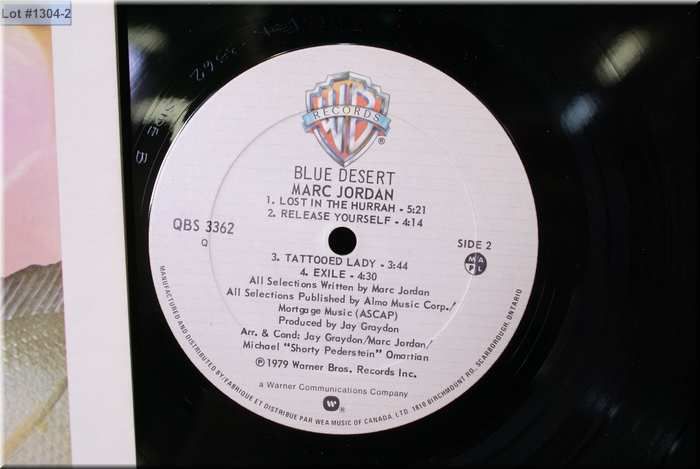 Lot #1304-2
WB
RECORDS
®
BLUE DESERT
MARC JORDAN
1. LOST IN THE HURRAH - 5:21
2. RELEASE YOURSELF - 4:14
QBS 3362
Q
SIDE 2
MAPL
3. TATTOOED LADY - 3:44
4. EXILE - 4:30
All Selections Written by Marc Jordan
All Selections Published by Almo Music Corp./
Mortgage Music (ASCAP)
Produced by Jay Graydon
Arr. & Cond: Jay Graydon/Marc Jordan/
Michael "Shorty Pederstein" Omartian
℗ 1979 Warner Bros. Records Inc.
a Warner Communications Company
®
MANUFACTURED AND DISTRIBUTED BY/FABRIQUE ET DISTRIBUE PAR WEA MUSIC OF CANADA, LTD. 1810 BIRCHMOUNT RD., SCARBOROUGH, ONTARIO